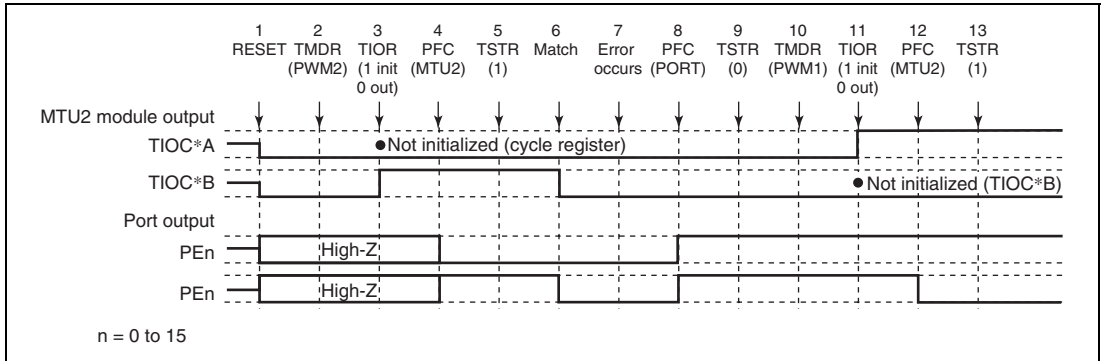 1 2 3 4 5 6 7 8 9 10 11 12 13
RESET TMDR TIOR PFC TSTR Match Error PFC TSTR TMDR TIOR PFC TSTR
(PWM2) (1 init (MTU2) (1) occurs (PORT) (0) (PWM1) (1 init (MTU2) (1)
0 out) 0 out)
MTU2 module output
TIOC*A ●Not initialized (cycle register)
TIOC*B ● Not initialized (TIOC*B)
Port output
PEn High-Z
PEn High-Z
n = 0 to 15